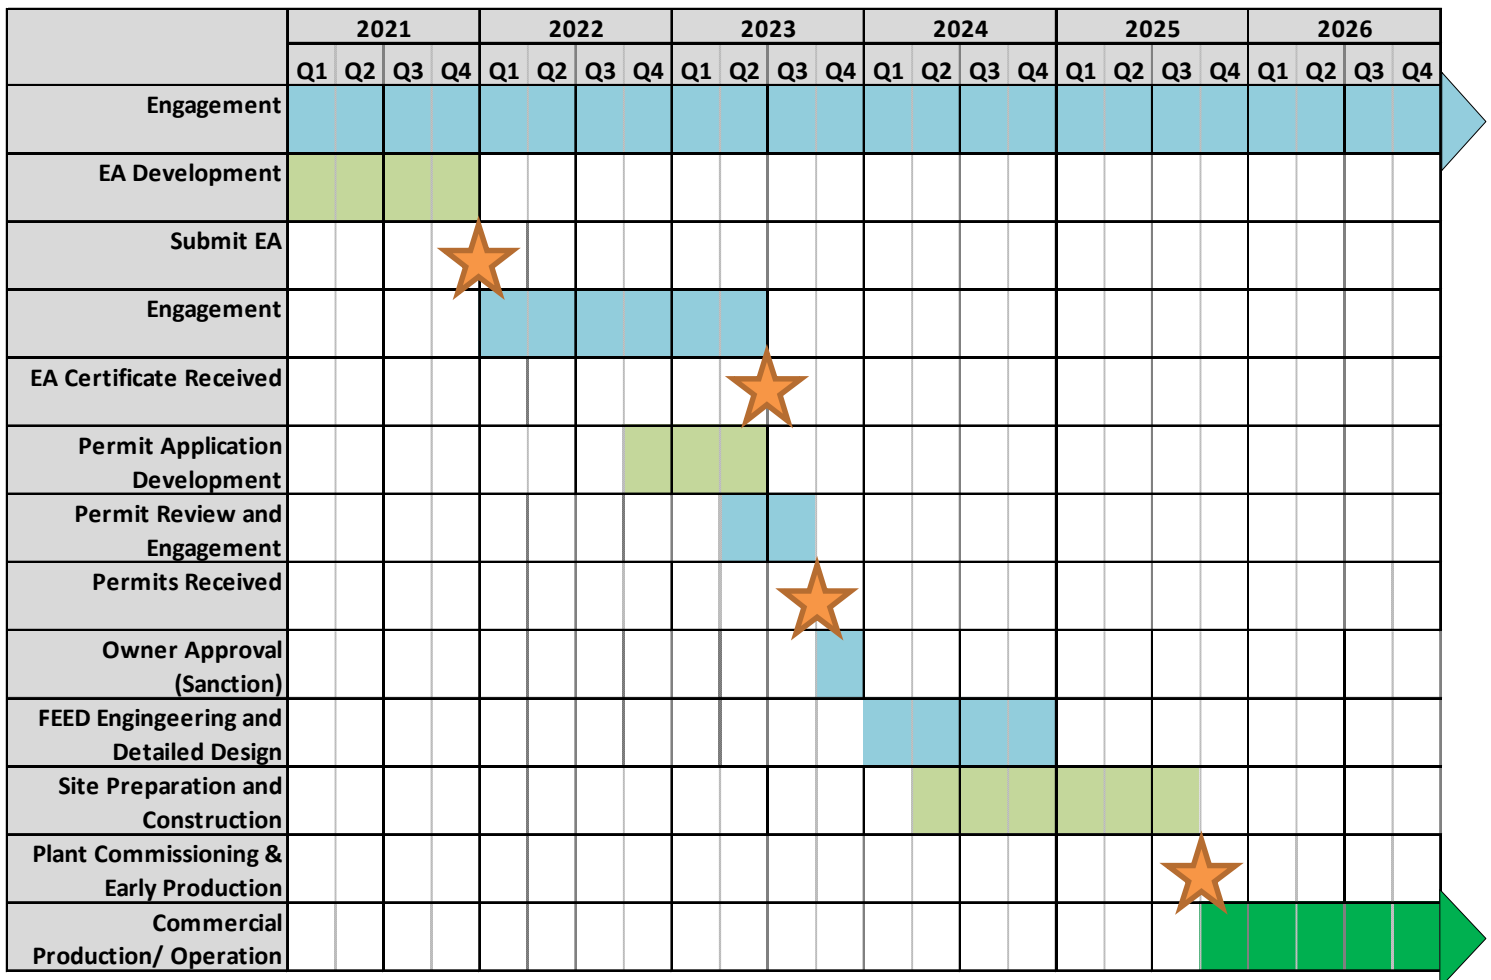 2021 2022 2023 2024 2025 2026
Q1 Q2 Q3 Q4 Q1 Q2 Q3 Q4 Q1 Q2 Q3 Q4 Q1 Q2 Q3 Q4 Q1 Q2 Q3 Q4 Q1 Q2 Q3 Q4
Engagement
EA Development
Submit EA
Engagement
EA Certificate Received
Permit Application
Development
Permit Review and
Engagement
Permits Received
Owner Approval
(Sanction)
FEED Engingeering and
Detailed Design
Site Preparation and
Construction
Plant Commissioning &
Early Production
Commercial
Production/ Operation